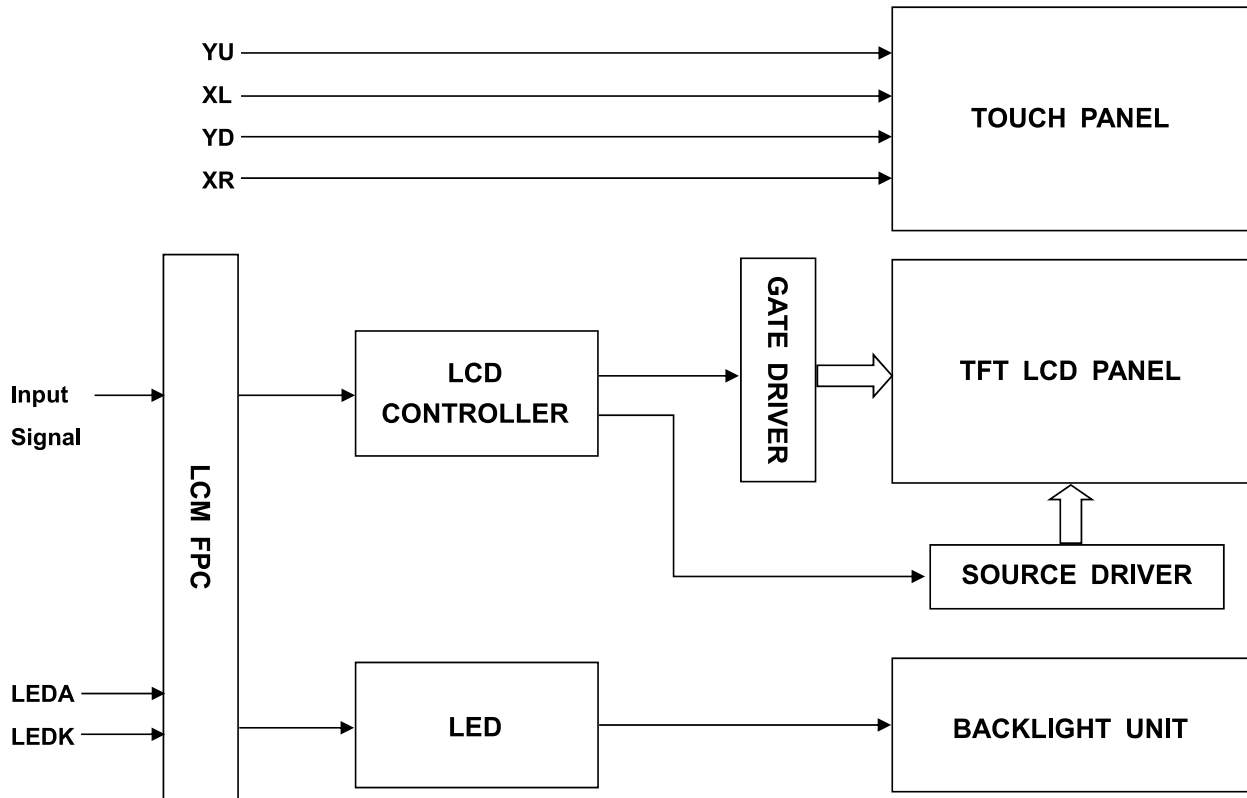 YU
XL
YD
XR
TOUCH PANEL
Input
Signal
LCM FPC
LCD
CONTROLLER
GATE DRIVER
TFT LCD PANEL
SOURCE DRIVER
LEDA
LEDK
LED
BACKLIGHT UNIT